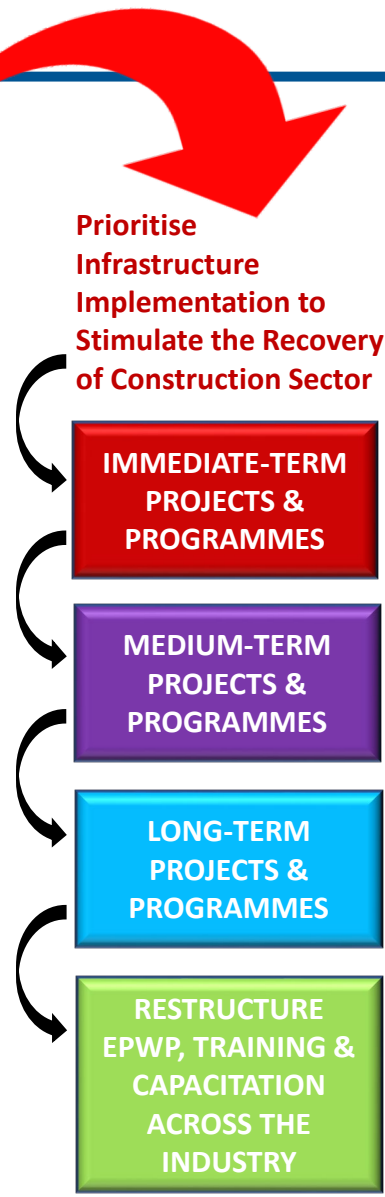 Prioritise
Infrastructure
Implementation to
Stimulate the Recovery
of Construction Sector
IMMEDIATE-TERM
PROJECTS &
PROGRAMMES
MEDIUM-TERM
PROJECTS &
PROGRAMMES
LONG-TERM
PROJECTS &
PROGRAMMES
RESTRUCTURE
EPWP, TRAINING &
CAPACITATION
ACROSS THE
INDUSTRY